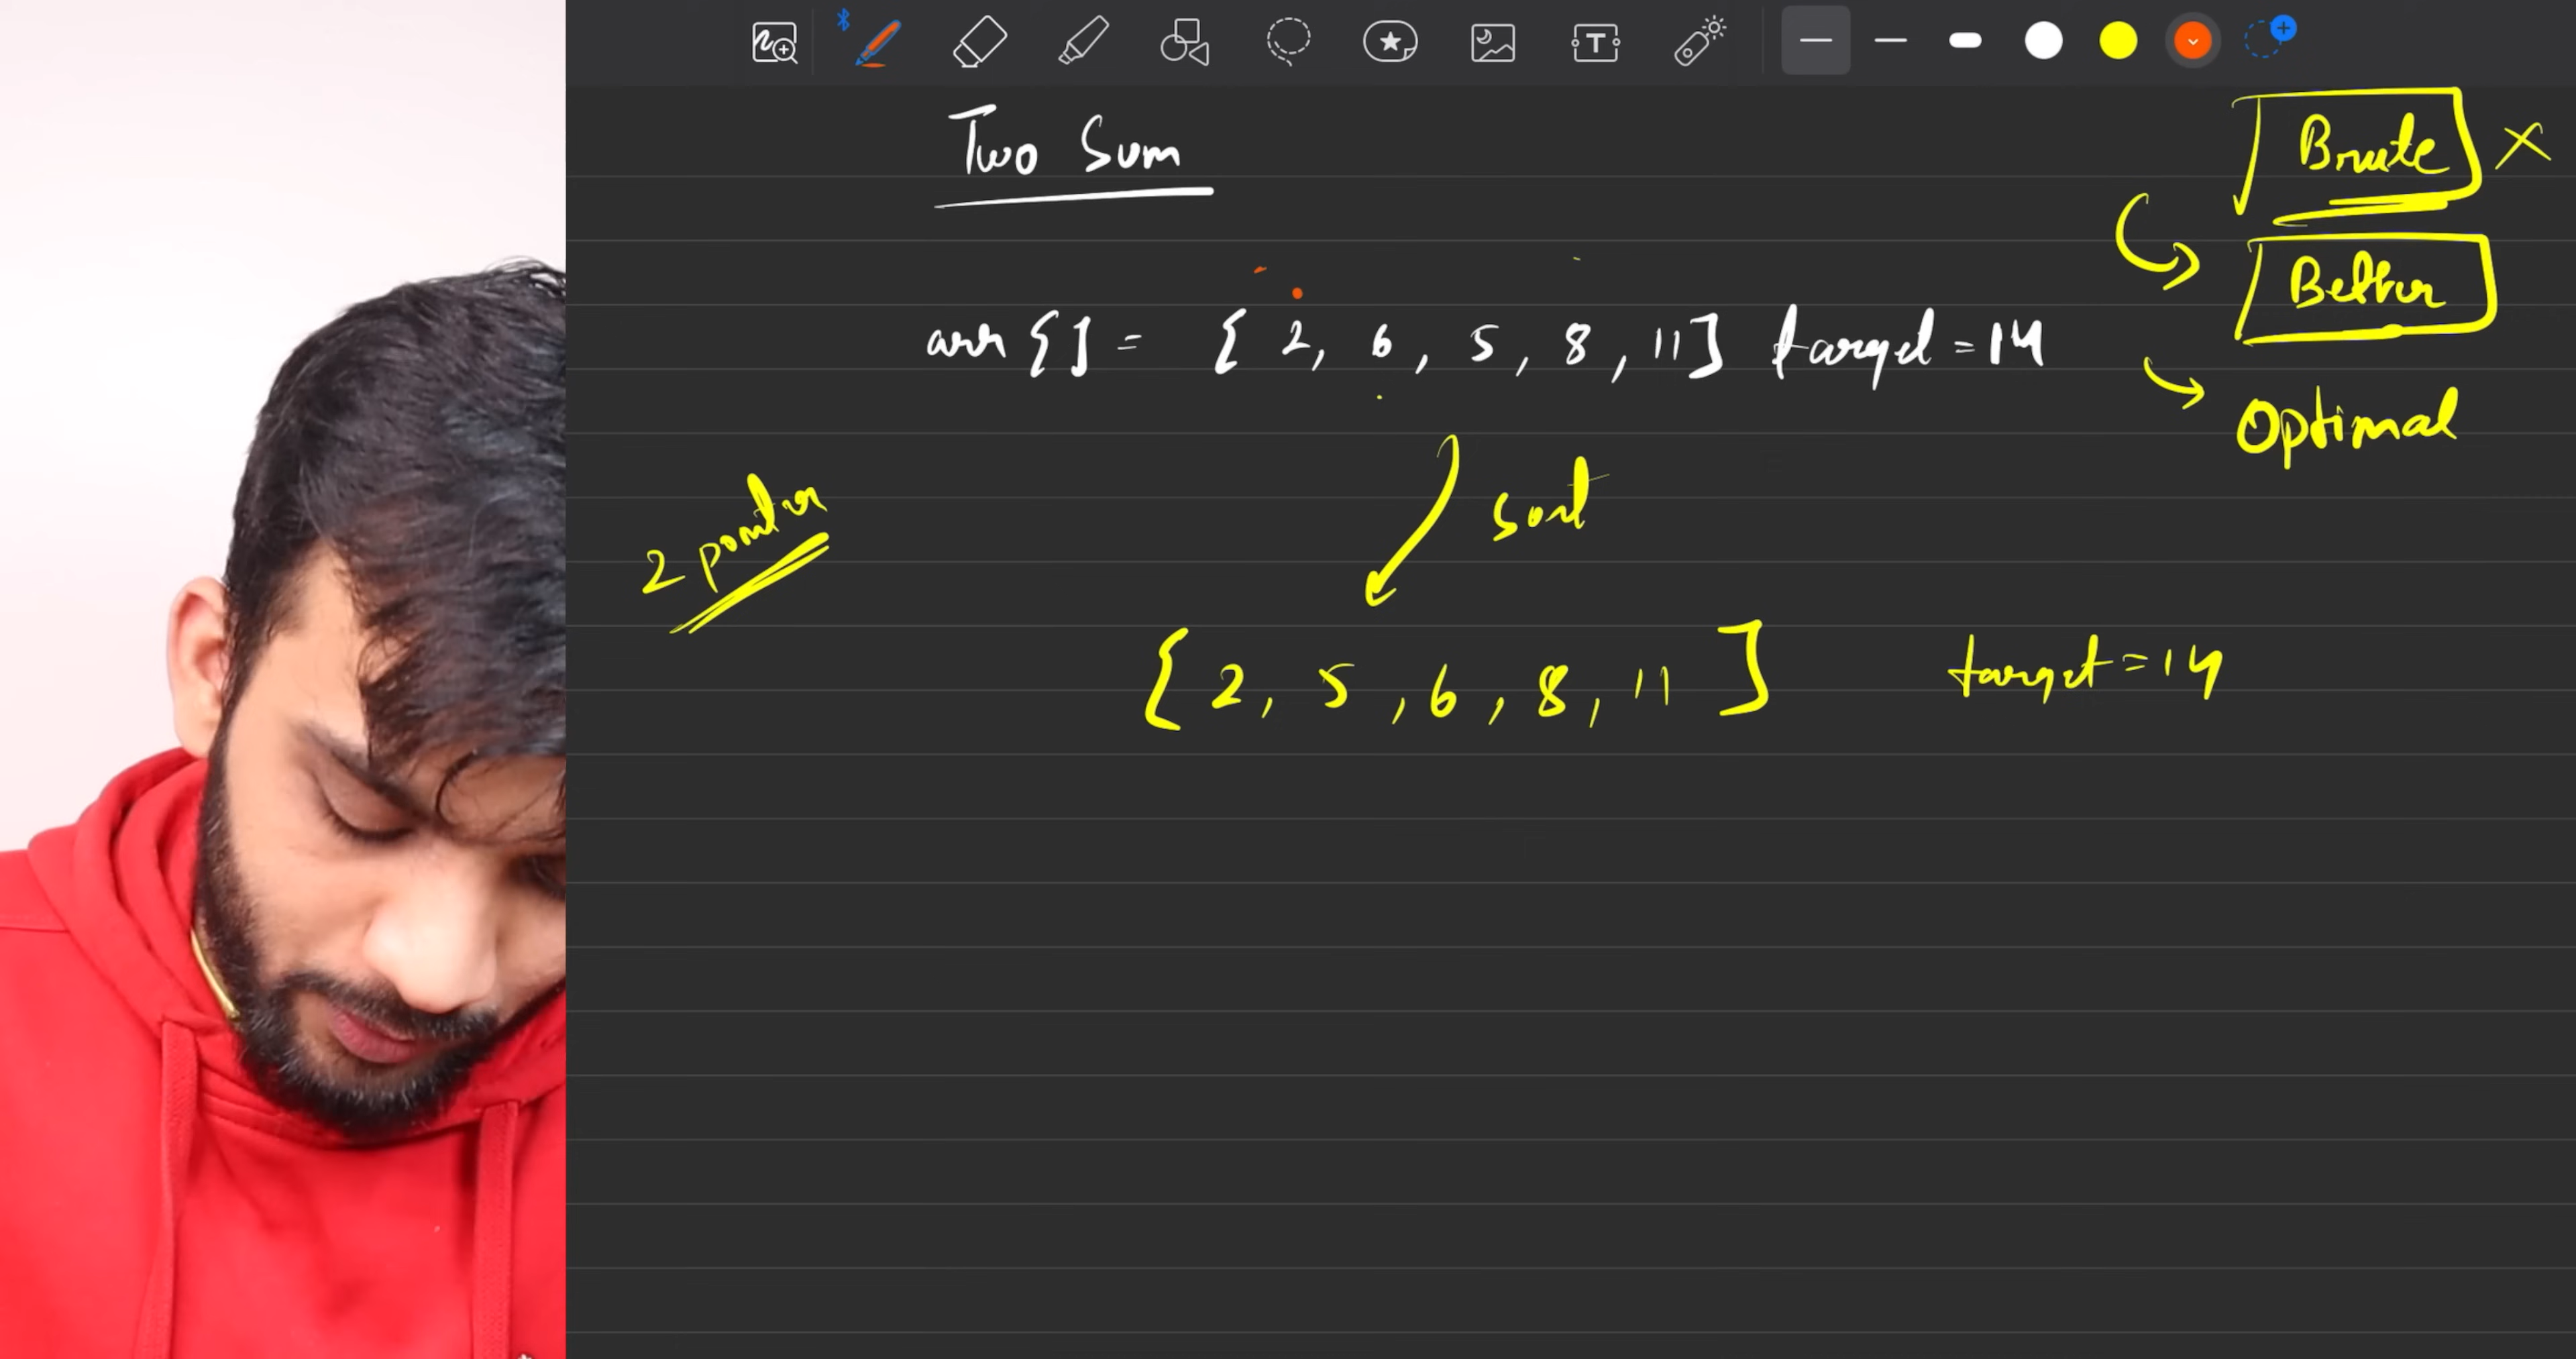 Two Sum
Brute X
Better
Optimal
arr [] = { 2, 6, 5, 8, 11] target = 14
Sort
2 pointer
{ 2, 5, 6, 8, 11 ] target = 14